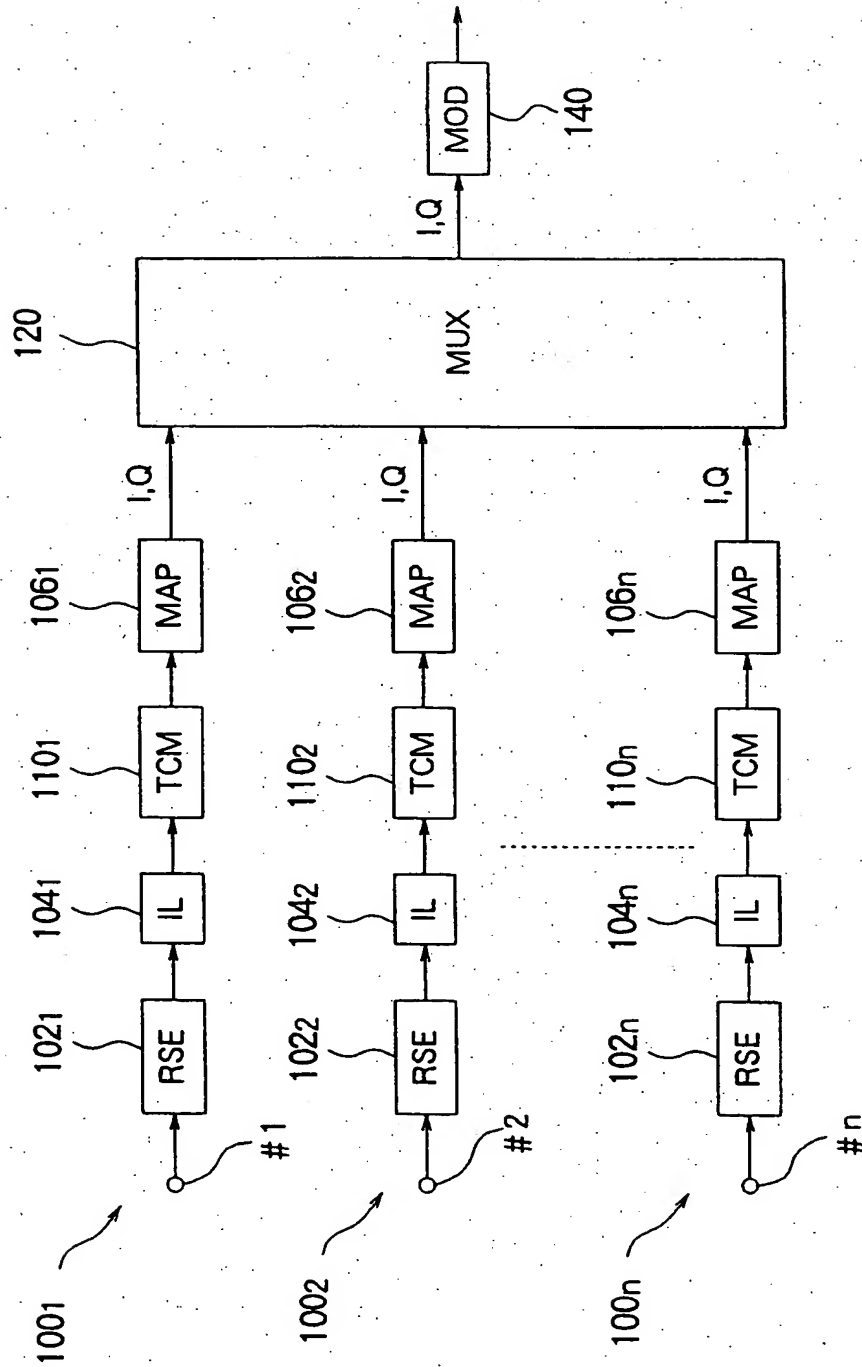 100₁
#1
RSE
102₁
IL
104₁
TCM
110₁
MAP
106₁
I,Q
100₂
#2
RSE
102₂
IL
104₂
TCM
110₂
MAP
106₂
I,Q
100n
#n
RSE
102n
IL
104n
TCM
110n
MAP
106n
I,Q
120
MUX
I,Q
MOD
140